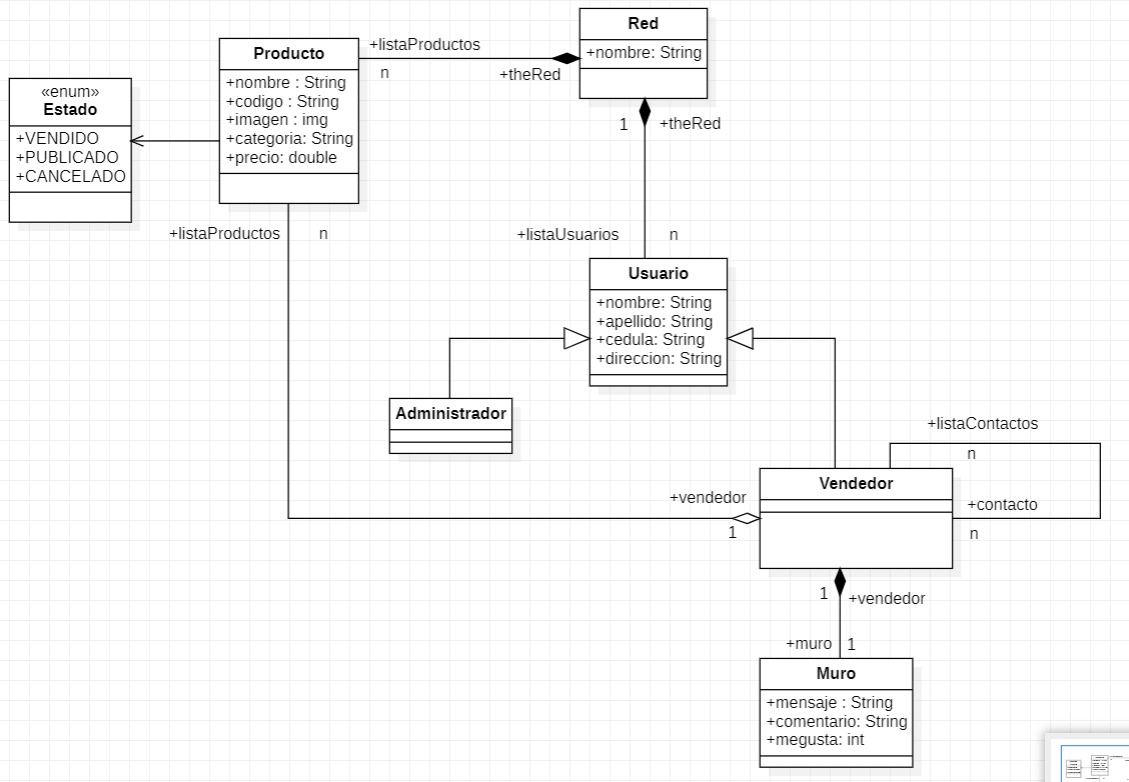 Red
+nombre: String
+listaProductos
n
+theRed
Producto
+nombre : String
+codigo : String
+imagen : img
+categoria: String
+precio: double
«enum»
Estado
+VENDIDO
+PUBLICADO
+CANCELADO
1
+theRed
+listaProductos
n
+listaUsuarios
n
Usuario
+nombre: String
+apellido: String
+cedula: String
+direccion: String
Administrador
+listaContactos
n
Vendedor
+vendedor
1
+contacto
n
1
+vendedor
+muro
1
Muro
+mensaje : String
+comentario: String
+megusta: int